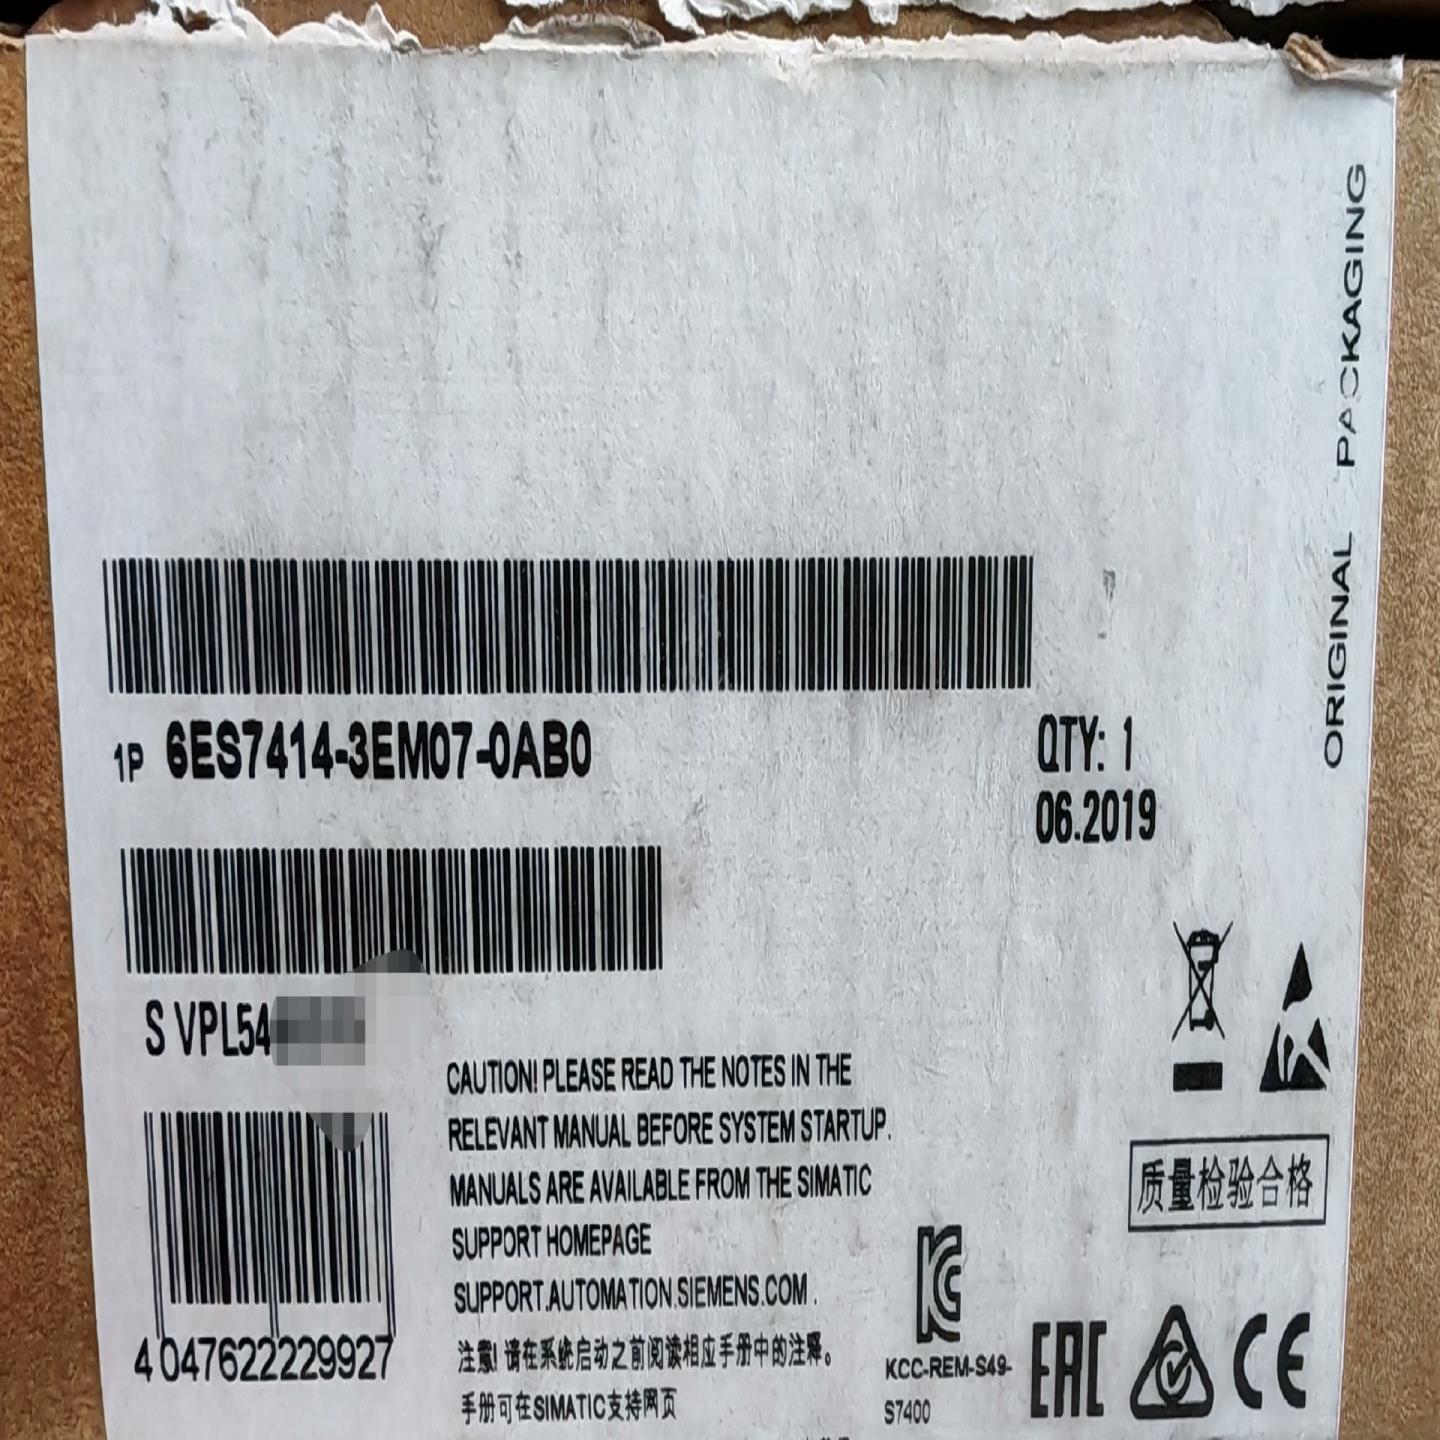 ORIGINAL PACKAGING
1P 6ES7414-3EM07-0AB0
QTY: 1
06.2019
S VPL54
CAUTION! PLEASE READ THE NOTES IN THE
RELEVANT MANUAL BEFORE SYSTEM STARTUP.
MANUALS ARE AVAILABLE FROM THE SIMATIC
SUPPORT HOMEPAGE
SUPPORT.AUTOMATION.SIEMENS.COM .
注意! 请在系统启动之前阅读相应手册中的注释。
手册可在SIMATIC支持网页
4 047622229927
质量检验合格
KCC-REM-S49-
S7400
EAC
CE